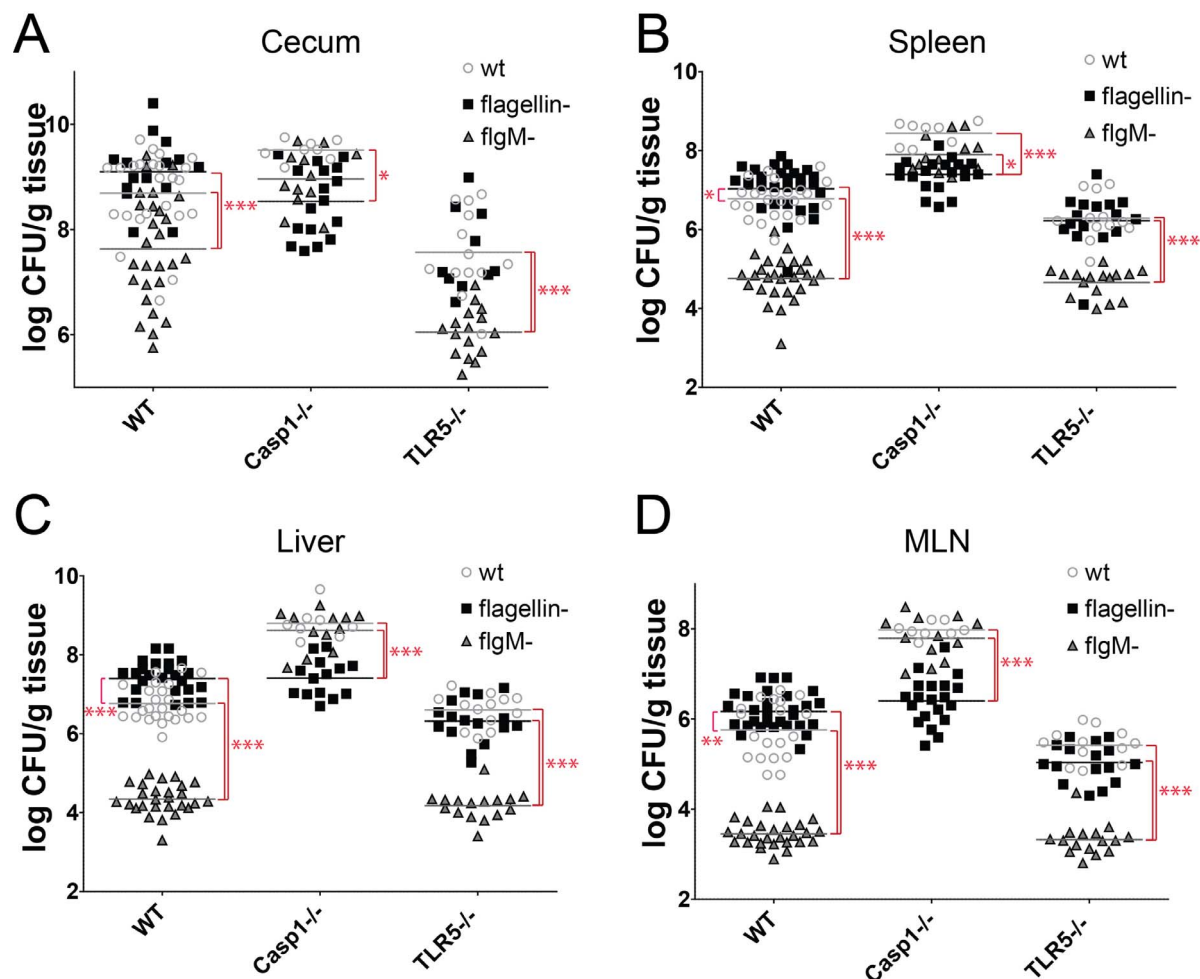 A
Cecum
wt
flagellin-
flgM-
log CFU/g tissue
10
8
6
***
*
***
WT
Casp1-/-
TLR5-/-
B
Spleen
wt
flagellin-
flgM-
log CFU/g tissue
10
8
6
4
2
*
***
*
***
***
WT
Casp1-/-
TLR5-/-
C
Liver
wt
flagellin-
flgM-
log CFU/g tissue
10
8
6
4
2
***
***
***
***
WT
Casp1-/-
TLR5-/-
D
MLN
wt
flagellin-
flgM-
log CFU/g tissue
8
6
4
2
**
***
***
***
WT
Casp1-/-
TLR5-/-